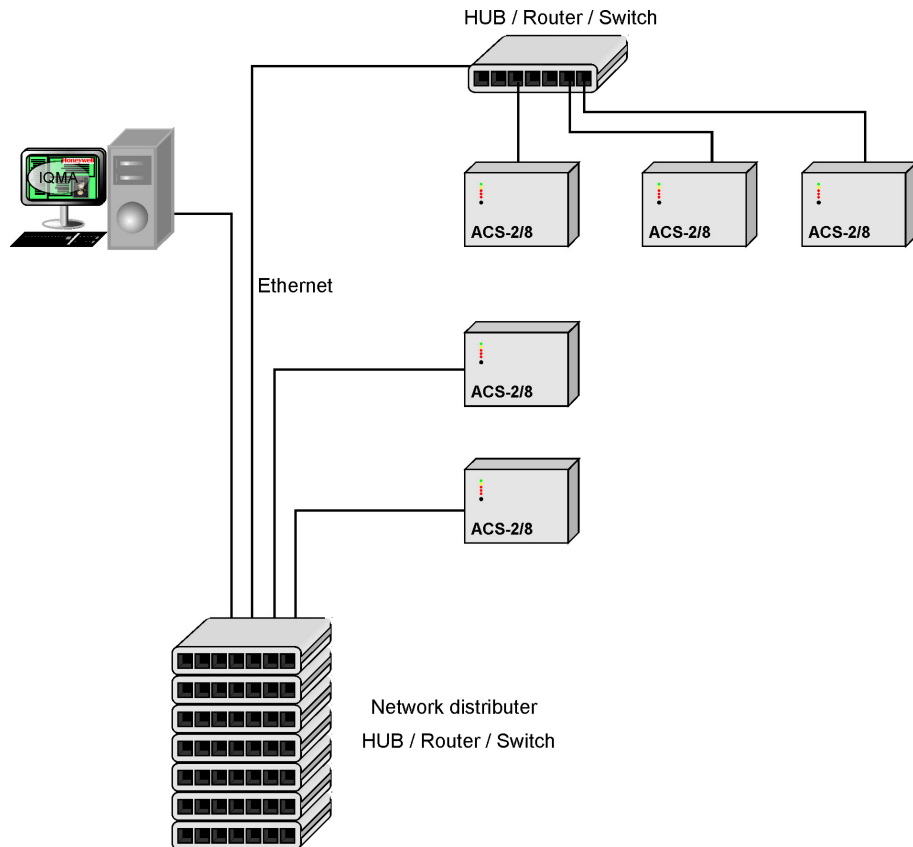 HUB / Router / Switch
Honeywell
IQMA
ACS-2/8
ACS-2/8
ACS-2/8
Ethernet
ACS-2/8
ACS-2/8
Network distributer
HUB / Router / Switch